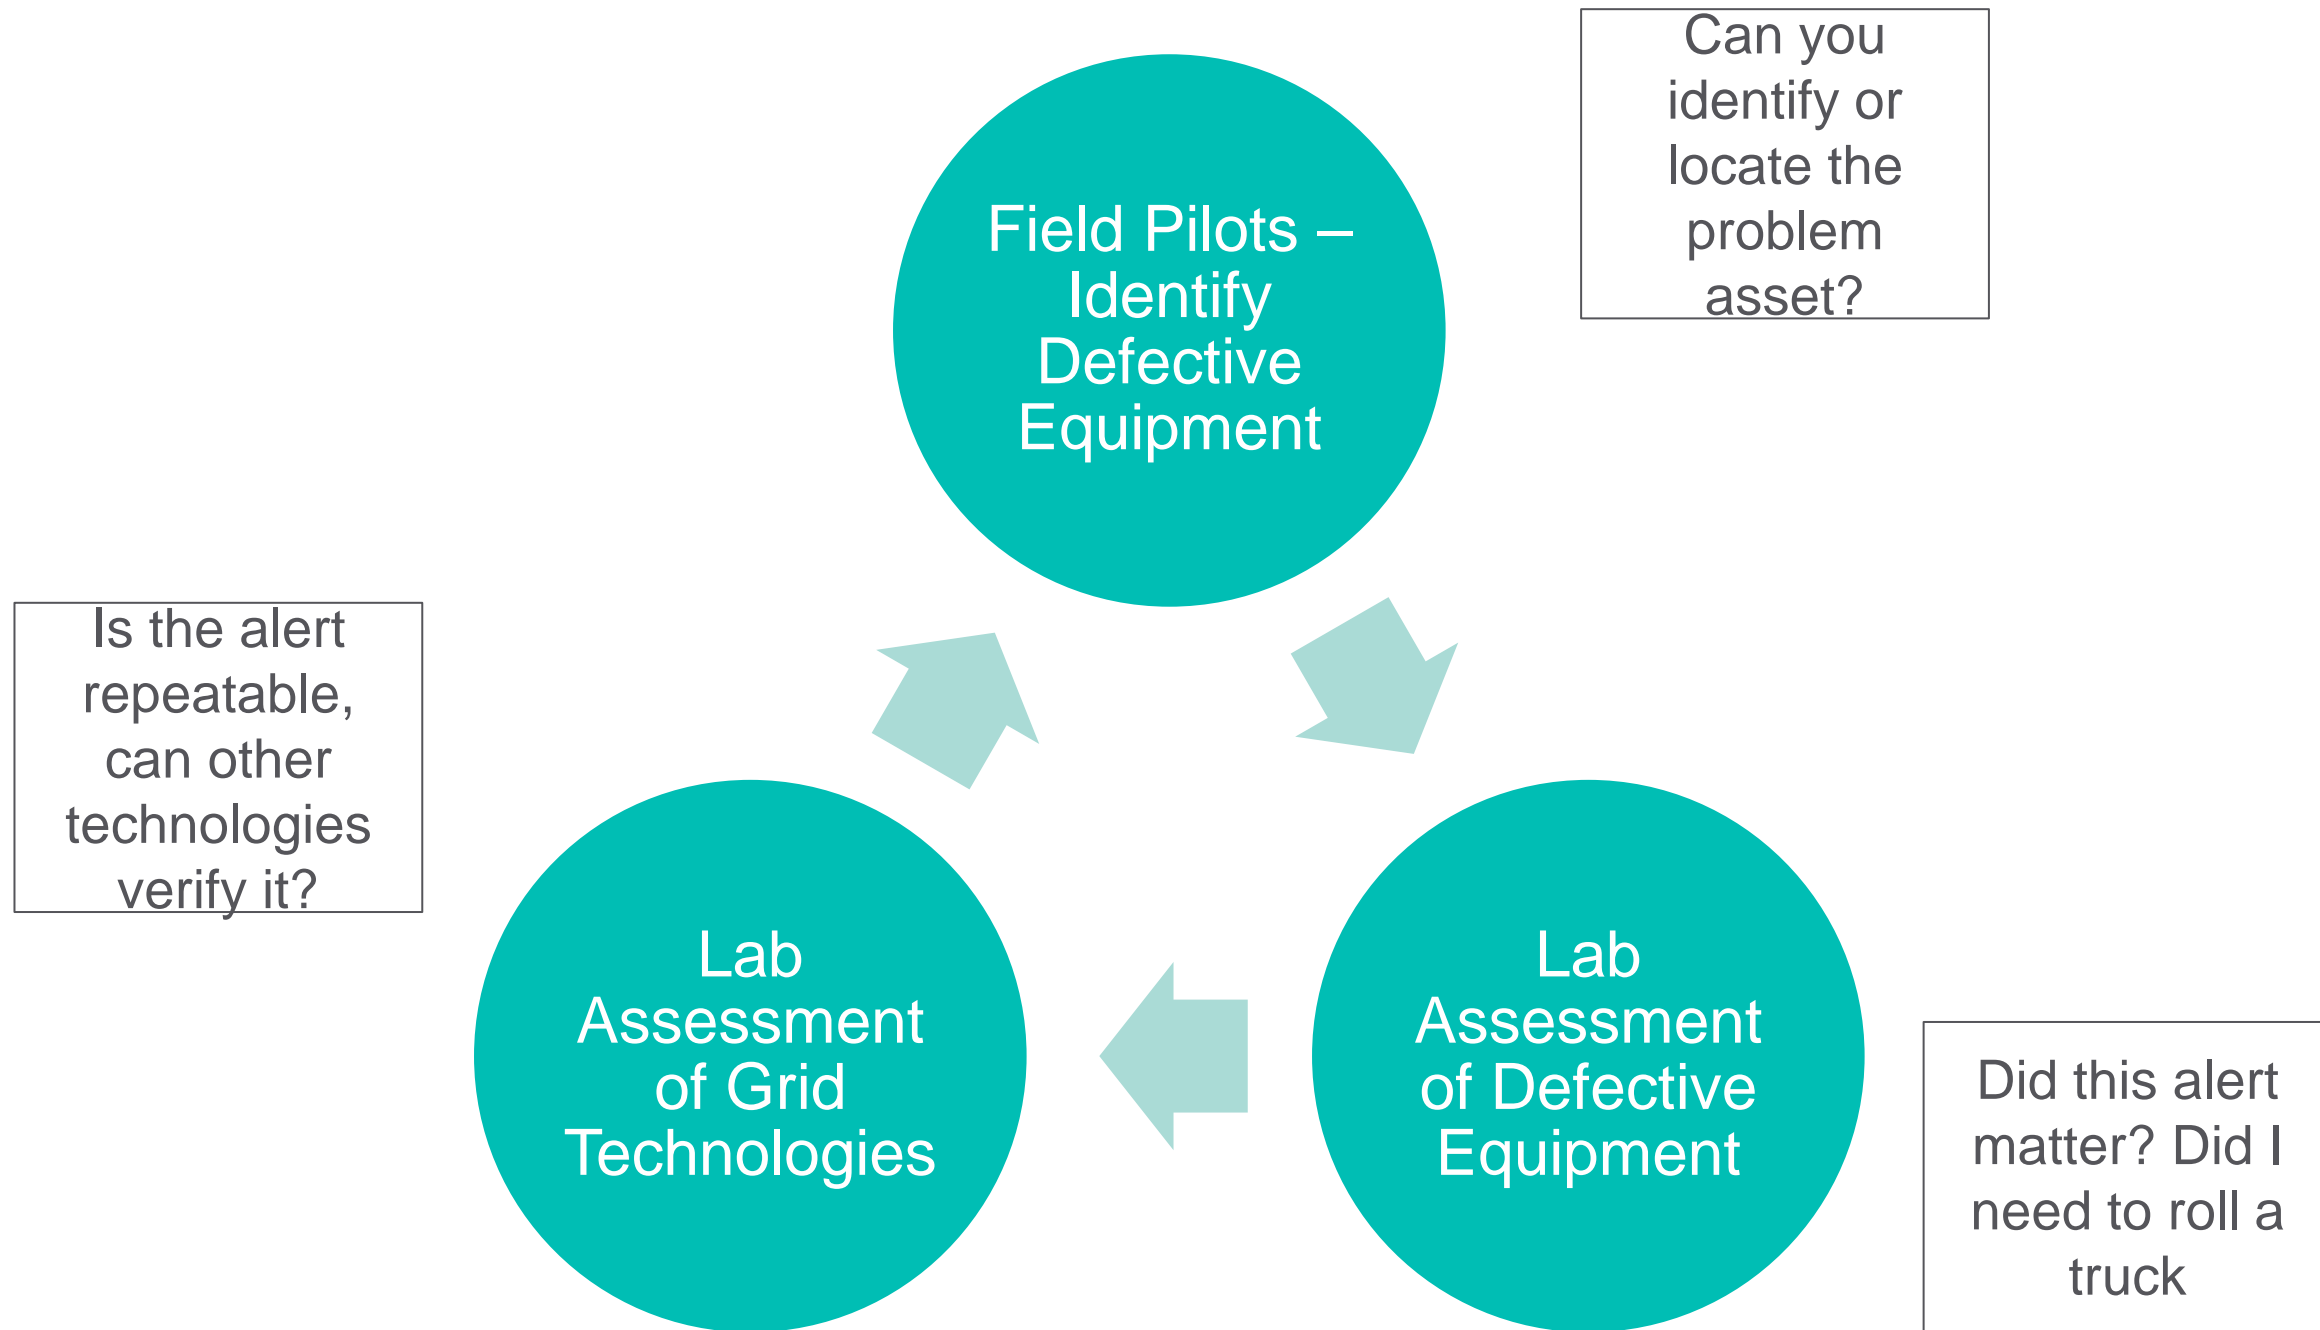 Can you
identify or
locate the
problem
asset?
Field Pilots –
Identify
Defective
Equipment
Is the alert
repeatable,
can other
technologies
verify it?
Lab
Assessment
of Grid
Technologies
Lab
Assessment
of Defective
Equipment
Did this alert
matter? Did I
need to roll a
truck